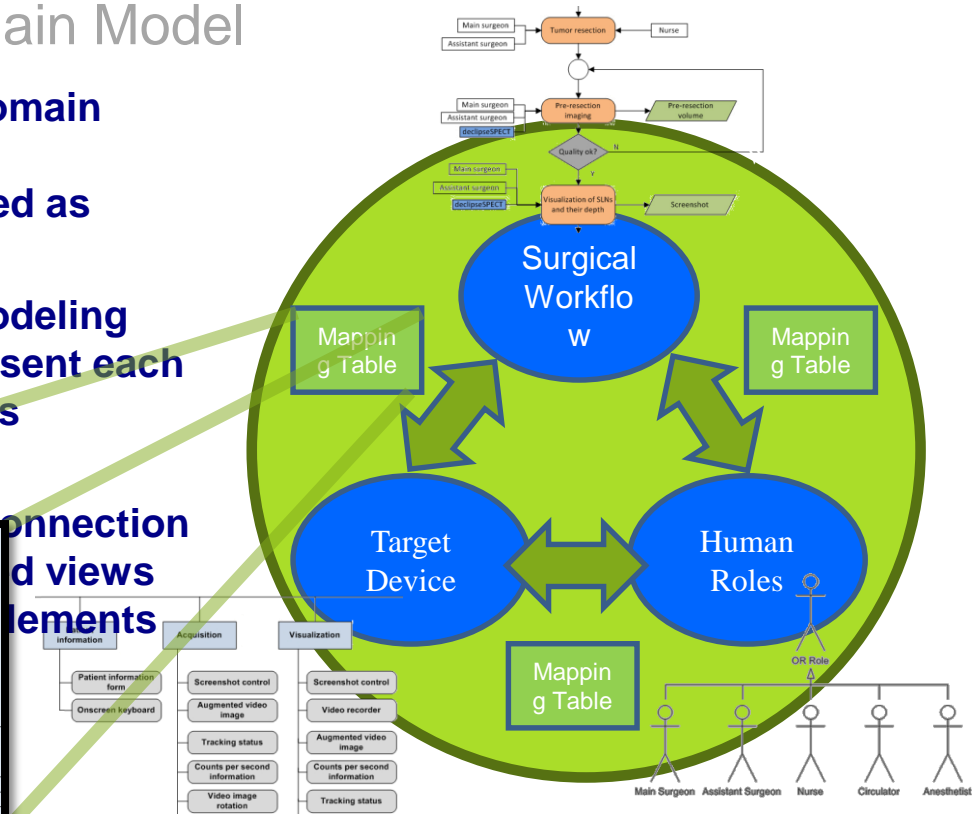 ain Model
omain
ed as
odeling
sent each
s
onnection
d views
lements
Main surgeon
Assistant surgeon
Tumor resection
Nurse
Main surgeon
Assistant surgeon
declipseSPECT
Pre-resection
imaging
Pre-resection
volume
Quality ok?
N
Y
Main surgeon
Assistant surgeon
declipseSPECT
Visualization of SLNs
and their depth
Screenshot
Surgical
Workflo
w
Mappin
g Table
Mappin
g Table
Target
Device
Human
Roles
Mappin
g Table
information
Patient information
form
Onscreen keyboard
Acquisition
Screenshot control
Augmented video
image
Tracking status
Counts per second
information
Video image
rotation
Visualization
Screenshot control
Video recorder
Augmented video
image
Counts per second
information
Tracking status
OR Role
Main Surgeon
Assistant Surgeon
Nurse
Circulator
Anesthetist